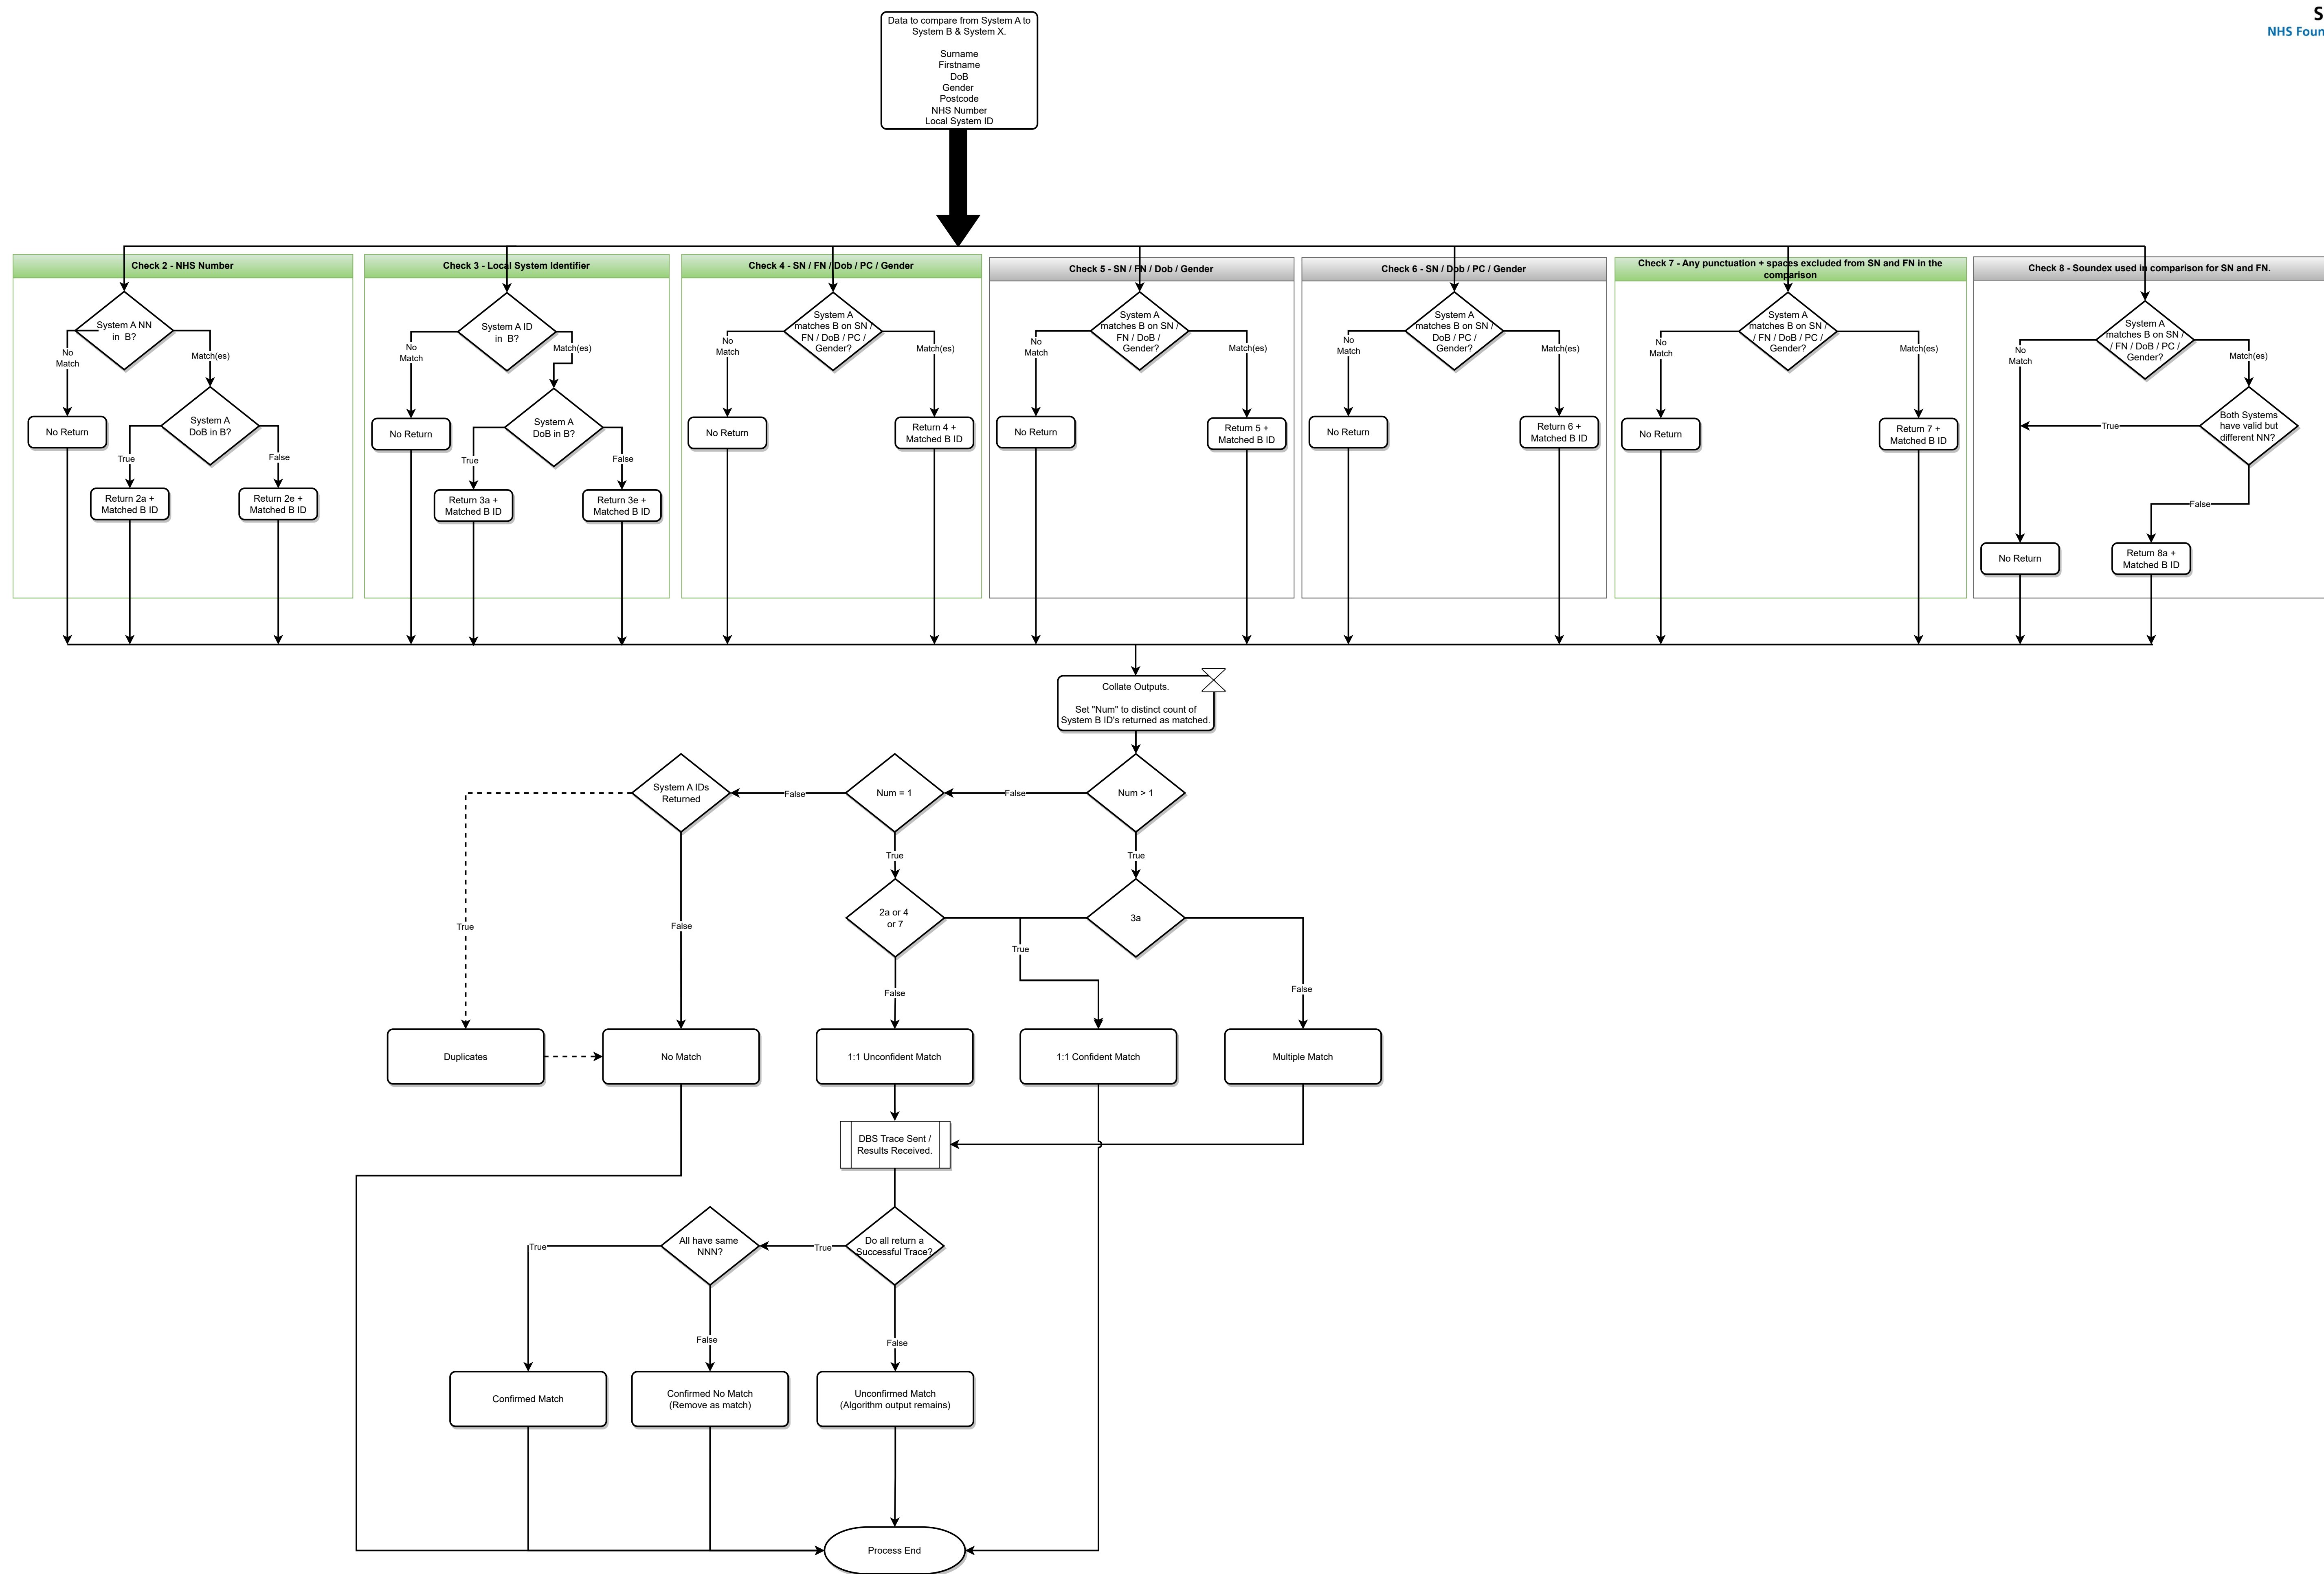 Data to compare from System A to
System B & System X.
Surname
Firstname
DoB
Gender
Postcode
NHS Number
Local System ID
S
NHS Foun
Check 2 - NHS Number
System A NN
in B?
No
Match
Match(es)
No Return
System A
DoB in B?
True
False
Return 2a +
Matched B ID
Return 2e +
Matched B ID
Check 3 - Local System Identifier
System A ID
in B?
No
Match
Match(es)
No Return
System A
DoB in B?
True
False
Return 3a +
Matched B ID
Return 3e +
Matched B ID
Check 4 - SN / FN / Dob / PC / Gender
System A
matches B on SN /
FN / DoB / PC /
Gender?
No
Match
Match(es)
No Return
Return 4 +
Matched B ID
Check 5 - SN / FN / Dob / Gender
System A
matches B on SN /
FN / DoB /
Gender?
No
Match
Match(es)
No Return
Return 5 +
Matched B ID
Check 6 - SN / Dob / PC / Gender
System A
matches B on SN /
DoB / PC /
Gender?
No
Match
Match(es)
No Return
Return 6 +
Matched B ID
Check 7 - Any punctuation + spaces excluded from SN and FN in the
comparison
System A
matches B on SN /
/ FN / DoB / PC /
Gender?
No
Match
Match(es)
No Return
Return 7 +
Matched B ID
Check 8 - Soundex used in comparison for SN and FN.
System A
matches B on SN /
/ FN / DoB / PC /
Gender?
No
Match
Match(es)
Both Systems
have valid but
different NN?
True
False
No Return
Return 8a +
Matched B ID
Collate Outputs.
Set "Num" to distinct count of
System B ID's returned as matched.
System A IDs
Returned
False
Num = 1
False
Num > 1
True
True
2a or 4
or 7
3a
True
False
True
False
False
Duplicates
No Match
1:1 Unconfident Match
1:1 Confident Match
Multiple Match
DBS Trace Sent /
Results Received.
True
All have same
NNN?
True
Do all return a
Successful Trace?
False
False
Confirmed Match
Confirmed No Match
(Remove as match)
Unconfirmed Match
(Algorithm output remains)
Process End